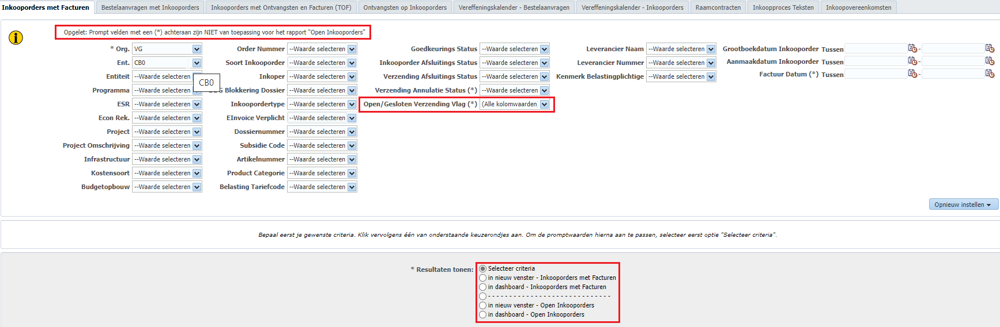 Inkooporders met Facturen
Bestelaanvragen met Inkooporders
Inkooporders met Ontvangsten en Facturen (TOF)
Ontvangsten op Inkooporders
Vereffeningskalender - Bestelaanvragen
Vereffeningskalender - Inkooporders
Raamcontracten
Inkoopproces Teksten
Inkoopovereenkomsten
Opgelet: Prompt velden met een (*) achteraan zijn NIET van toepassing voor het rapport "Open Inkooporders"
* Org. VG
Ent. CB0
Entiteit --Waarde selecteren
CB0
Programma --Waarde selecteren
ESR --Waarde selecteren
Econ Rek. --Waarde selecteren
Project --Waarde selecteren
Project Omschrijving --Waarde selecteren
Infrastructuur --Waarde selecteren
Kostensoort --Waarde selecteren
Budgetopbouw --Waarde selecteren
Order Nummer --Waarde selecteren
Soort Inkooporder --Waarde selecteren
Inkoper --Waarde selecteren
G Blokkering Dossier --Waarde selecteren
Inkoopordertype --Waarde selecteren
EInvoice Verplicht --Waarde selecteren
Dossiernummer --Waarde selecteren
Subsidie Code --Waarde selecteren
Artikelnummer --Waarde selecteren
Product Categorie --Waarde selecteren
Belasting Tariefcode --Waarde selecteren
Goedkeurings Status --Waarde selecteren
Inkooporder Afsluitings Status --Waarde selecteren
Verzending Afsluitings Status --Waarde selecteren
Verzending Annulatie Status (*) --Waarde selecteren
Open/Gesloten Verzending Vlag (*) (Alle kolomwaarden
Leverancier Naam --Waarde selecteren
Leverancier Nummer --Waarde selecteren
Kenmerk Belastingplichtige --Waarde selecteren
Grootboekdatum Inkooporder Tussen -
Aanmaakdatum Inkooporder Tussen -
Factuur Datum (*) Tussen -
Opnieuw instellen
Bepaal eerst je gewenste criteria. Klik vervolgens één van onderstaande keuzerondjes aan. Om de promptwaarden hierna aan te passen, selecteer eerst optie "Selecteer criteria".
* Resultaten tonen:
Selecteer criteria
in nieuw venster - Inkooporders met Facturen
in dashboard - Inkooporders met Facturen
- - - - - - - - - - - - - - - - - - - - - - - - - - - -
in nieuw venster - Open Inkooporders
in dashboard - Open Inkooporders